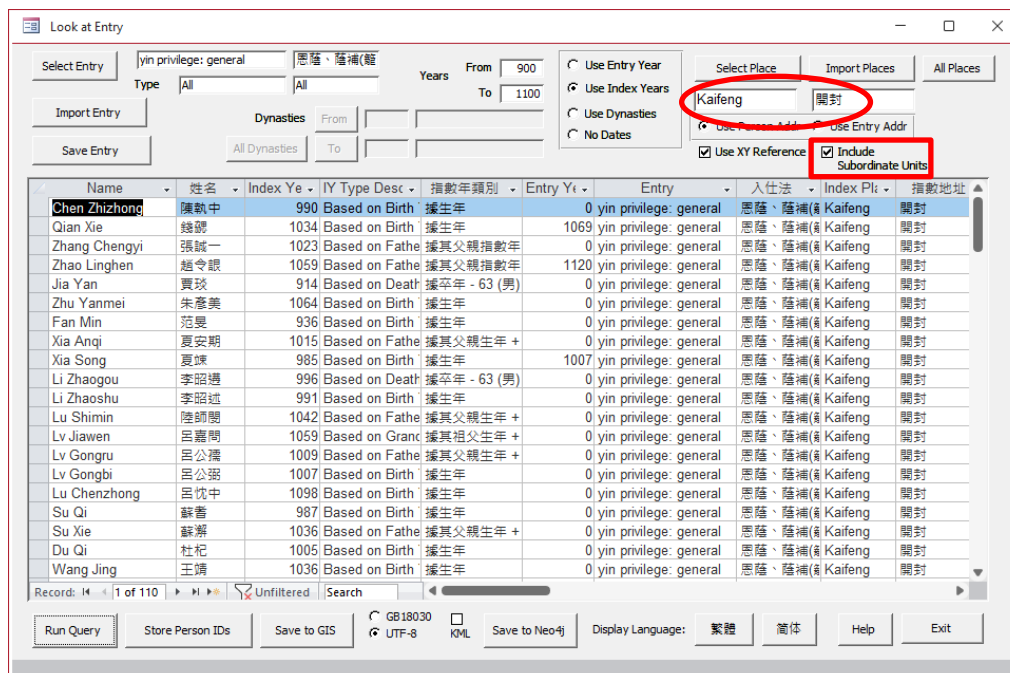 Look at Entry
Select Entry yin privilege: general 恩蔭、蔭補(籠
Type All All
Import Entry
Save Entry
Years From 900
To 1100
Dynasties From
All Dynasties To
Use Entry Year
Use Index Years
Use Dynasties
No Dates
Select Place Import Places All Places
Kaifeng 開封
Use Person Addr Use Entry Addr
Use XY Reference Include
Subordinate Units
Name 姓名 Index Ye IY Type Desc 指數年類別 Entry Ye Entry 入仕法 Index Pla 指數地址
Chen Zhizhong 陳執中 990 Based on Birth 據生年 0 yin privilege: general 恩蔭、蔭補( Kaifeng 開封
Qian Xie 錢勰 1034 Based on Birth 據生年 1069 yin privilege: general 恩蔭、蔭補( Kaifeng 開封
Zhang Chengyi 張誠一 1023 Based on Fathe 據其父親指數年 0 yin privilege: general 恩蔭、蔭補( Kaifeng 開封
Zhao Linghen 趙令詪 1059 Based on Fathe 據其父親指數年 1120 yin privilege: general 恩蔭、蔭補( Kaifeng 開封
Jia Yan 賈琰 914 Based on Death 據卒年 - 63 (男) 0 yin privilege: general 恩蔭、蔭補( Kaifeng 開封
Zhu Yanmei 朱彥美 1064 Based on Birth 據生年 0 yin privilege: general 恩蔭、蔭補( Kaifeng 開封
Fan Min 范旻 936 Based on Birth 據生年 0 yin privilege: general 恩蔭、蔭補( Kaifeng 開封
Xia Anqi 夏安期 1015 Based on Fathe 據其父親生年 + 0 yin privilege: general 恩蔭、蔭補( Kaifeng 開封
Xia Song 夏竦 985 Based on Birth 據生年 1007 yin privilege: general 恩蔭、蔭補( Kaifeng 開封
Li Zhaogou 李昭遘 996 Based on Death 據卒年 - 63 (男) 0 yin privilege: general 恩蔭、蔭補( Kaifeng 開封
Li Zhaoshu 李昭述 991 Based on Birth 據生年 0 yin privilege: general 恩蔭、蔭補( Kaifeng 開封
Lu Shimin 陸師閔 1042 Based on Fathe 據其父親生年 + 0 yin privilege: general 恩蔭、蔭補( Kaifeng 開封
Lv Jiawen 呂嘉問 1059 Based on Granc 據其祖父生年 + 0 yin privilege: general 恩蔭、蔭補( Kaifeng 開封
Lv Gongru 呂公孺 1009 Based on Fathe 據其父親生年 + 0 yin privilege: general 恩蔭、蔭補( Kaifeng 開封
Lv Gongbi 呂公弼 1007 Based on Birth 據生年 0 yin privilege: general 恩蔭、蔭補( Kaifeng 開封
Lu Chenzhong 呂忱中 1098 Based on Birth 據生年 0 yin privilege: general 恩蔭、蔭補( Kaifeng 開封
Su Qi 蘇耆 987 Based on Birth 據生年 0 yin privilege: general 恩蔭、蔭補( Kaifeng 開封
Su Xie 蘇澥 1036 Based on Fathe 據其父親生年 + 0 yin privilege: general 恩蔭、蔭補( Kaifeng 開封
Du Qi 杜杞 1005 Based on Birth 據生年 0 yin privilege: general 恩蔭、蔭補( Kaifeng 開封
Wang Jing 王靖 1036 Based on Birth 據生年 0 yin privilege: general 恩蔭、蔭補( Kaifeng 開封
Record: 1 of 110 Unfiltered Search
Run Query Store Person IDs Save to GIS GB18030
UTF-8 KML Save to Neo4j Display Language: 繁體 简体 Help Exit